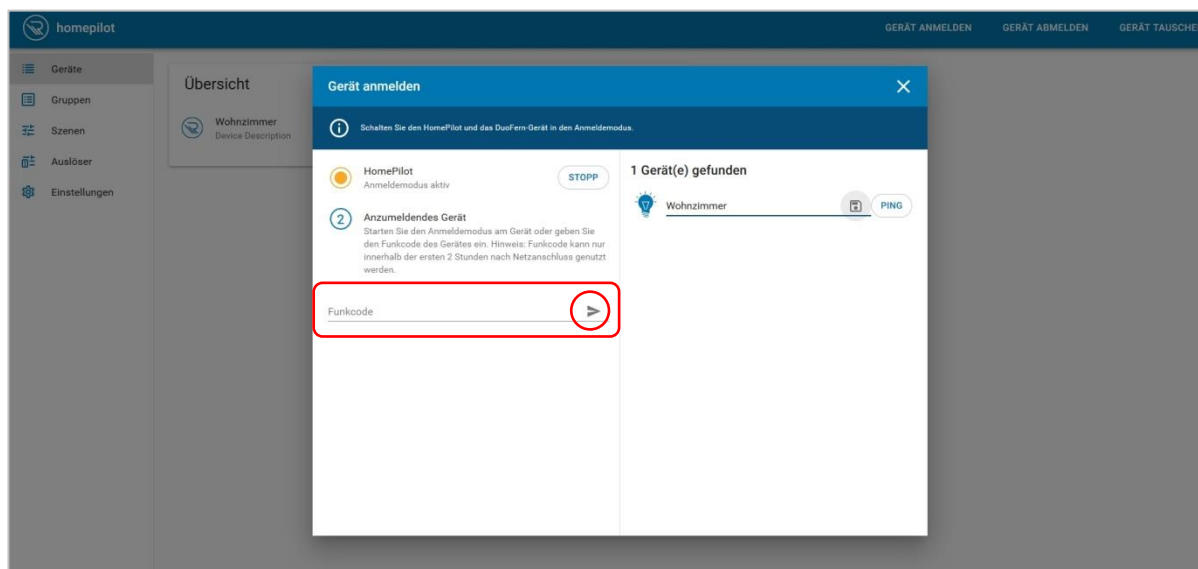 homepilot
GERÄT ANMELDEN
GERÄT ABMELDEN
GERÄT TAUSCHE
Geräte
Gruppen
Szenen
Auslöser
Einstellungen
Übersicht
Wohnzimmer
Device Description
Gerät anmelden
Schalten Sie den HomePilot und das DuoFern-Gerät in den Anmeldemodus.
HomePilot
Anmeldemodus aktiv
STOPP
2
Anzumeldendes Gerät
Starten Sie den Anmeldemodus am Gerät oder geben Sie
den Funkcode des Gerätes ein. Hinweis: Funkcode kann nur
innerhalb der ersten 2 Stunden nach Netzanschluss genutzt
werden.
Funkcode
1 Gerät(e) gefunden
Wohnzimmer
PING